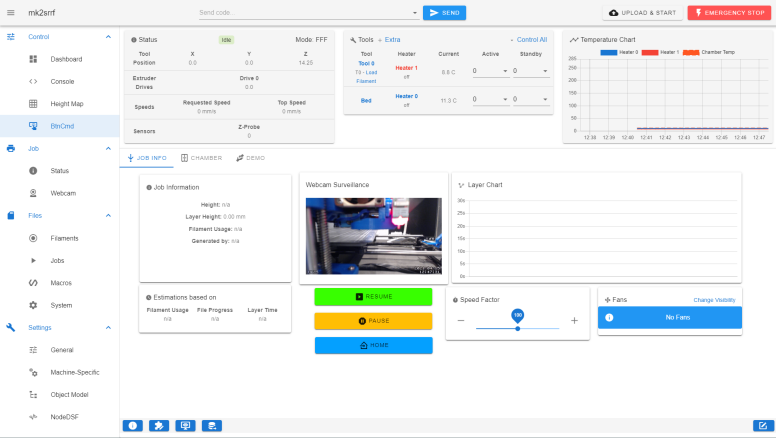 mk2srrf
Send code
SEND
UPLOAD & START
EMERGENCY STOP
Control
Dashboard
Console
Height Map
BtnCmd
Job
Status
Webcam
Files
Filaments
Jobs
Macros
System
Settings
General
Machine-Specific
Object Model
NodeDSF
Status
Idle
Mode: FFF
Tool Position
X
Y
Z
0.0
0.0
14.25
Extruder Drives
Drive 0
0.0
Speeds
Requested Speed
Top Speed
0 mm/s
0 mm/s
Sensors
Z-Probe
0
Tools + Extra
Control All
Tool
Heater
Current
Active
Standby
Tool 0
T0 - Load Filament
Heater 1
off
0
0
Bed
Heater 0
off
11.3 C
0
0
Temperature Chart
Heater 0
Heater 1
Chamber Temp
250
200
150
100
50
0
12:38
12:39
12:40
12:41
12:42
12:43
12:44
12:45
12:46
12:47
JOB INFO
CHAMBER
DEMO
Job Information
Height: n/a
Layer Height: 0.00 mm
Filament Usage: n/a
Generated by: n/a
Webcam Surveillance
Layer Chart
30s
25s
20s
15s
10s
5s
0s
Estimations based on
Filament Usage
File Progress
Layer Time
n/a
n/a
n/a
RESUME
PAUSE
HOME
Speed Factor
100
Fans
Change Visibility
No Fans